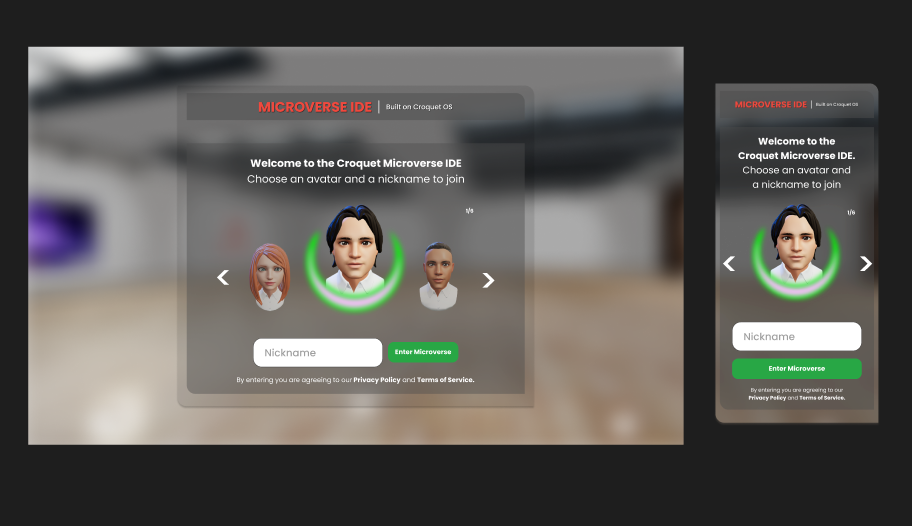 MICROVERSE IDE | Built on Croquet OS
Welcome to the Croquet Microverse IDE
Choose an avatar and a nickname to join
1/6
Nickname
Enter Microverse
By entering you are agreeing to our Privacy Policy and Terms of Service.
MICROVERSE IDE | Built on Croquet OS
Welcome to the
Croquet Microverse IDE.
Choose an avatar and
a nickname to join
1/6
Nickname
Enter Microverse
By entering you are agreeing to our
Privacy Policy and Terms of Service.